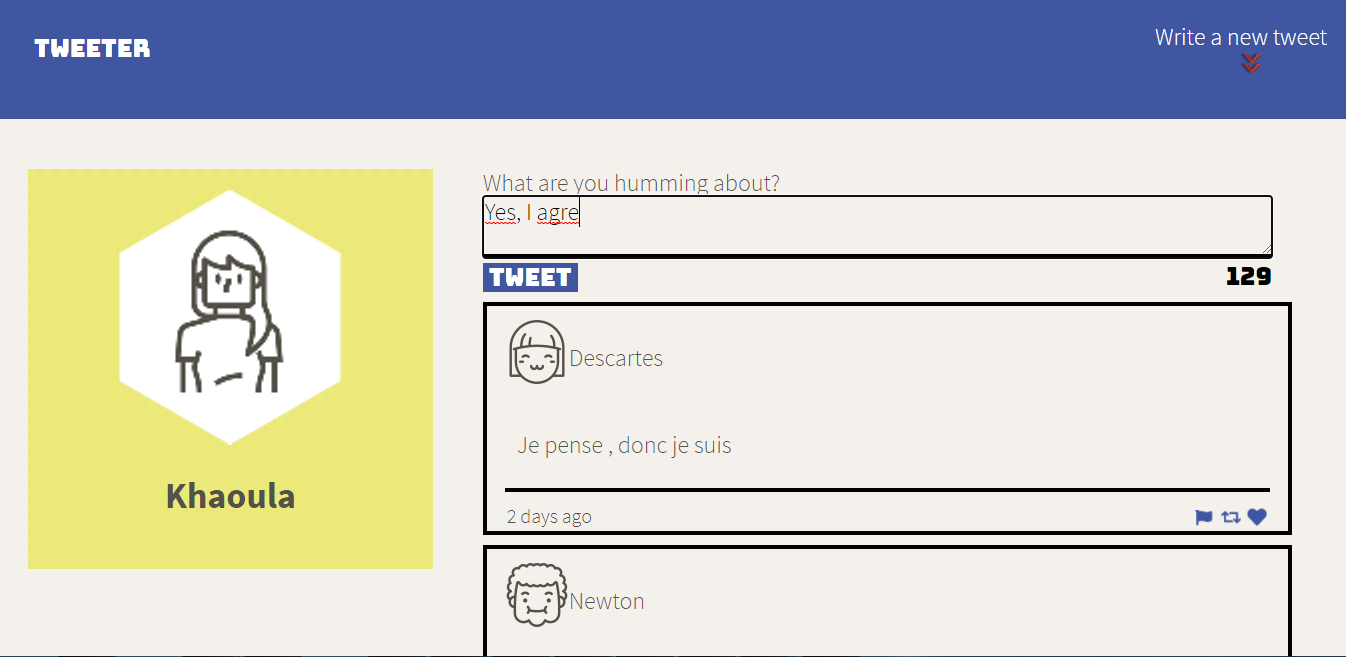 TWEETER
Write a new tweet
Khaoula
What are you humming about?
Yes, I agre
TWEET
129
Descartes
Je pense , donc je suis
2 days ago
Newton